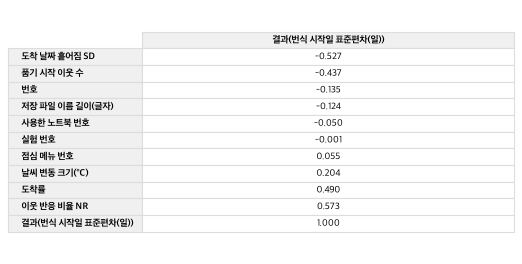 결과(번식 시작일 표준편차(일))
도착 날짜 흩어짐 SD -0.527
품기 시작 이웃 수 -0.437
번호 -0.135
저장 파일 이름 길이(글자) -0.124
사용한 노트북 번호 -0.050
실험 번호 -0.001
점심 메뉴 번호 0.055
날씨 변동 크기(℃) 0.204
도착률 0.490
이웃 반응 비율 NR 0.573
결과(번식 시작일 표준편차(일)) 1.000